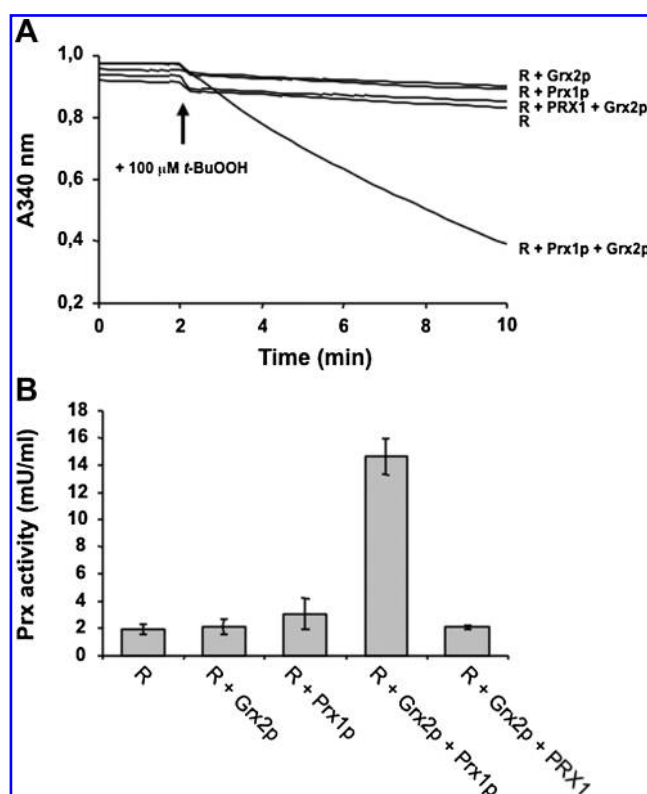 A
1,0
0,8
0,6
0,4
0,2
A340 nm
+ 100 μM t-BuOOH
R + Grx2p
R + Prx1p
R + PRX1 + Grx2p
R
R + Prx1p + Grx2p
0 2 4 6 8 10
Time (min)
B
18
16
14
12
10
8
6
4
2
0
Prx activity (mU/ml)
R
R + Grx2p
R + Prx1p
R + Grx2p + Prx1p
R + Grx2p + PRX1